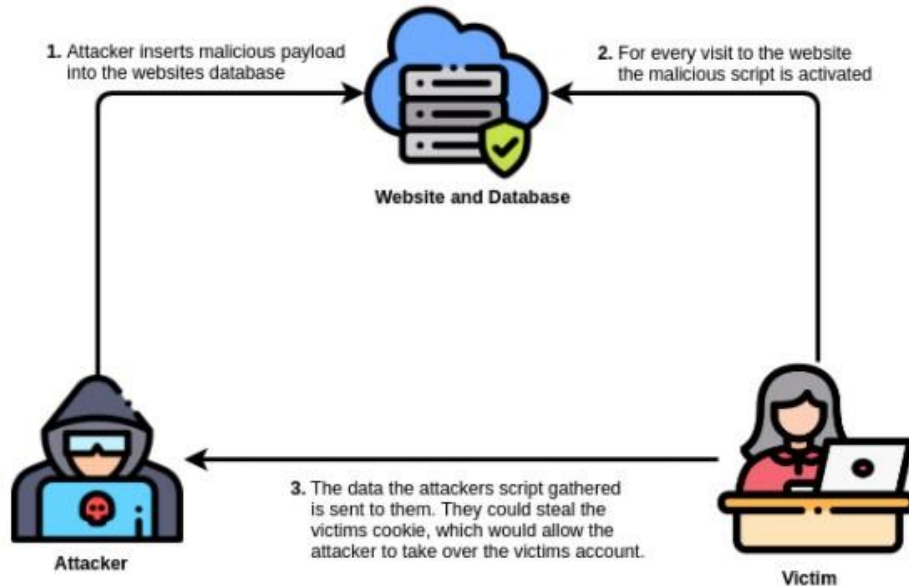 1. Attacker inserts malicious payload
into the websites database
2. For every visit to the website
the malicious script is activated
Website and Database
3. The data the attackers script gathered
is sent to them. They could steal the
victims cookie, which would allow the
attacker to take over the victims account.
Attacker
Victim